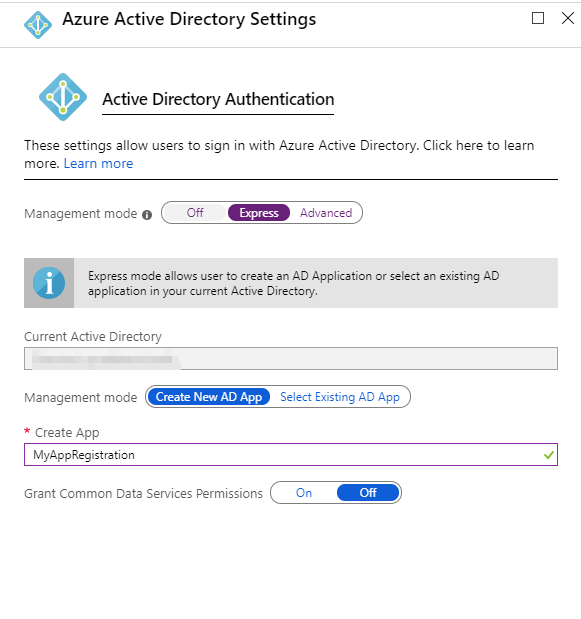 Azure Active Directory Settings
Active Directory Authentication
These settings allow users to sign in with Azure Active Directory. Click here to learn
more. Learn more
Management mode Off Express Advanced
Express mode allows user to create an AD Application or select an existing AD
application in your current Active Directory.
Current Active Directory
Management mode Create New AD App Select Existing AD App
* Create App
MyAppRegistration
Grant Common Data Services Permissions On Off